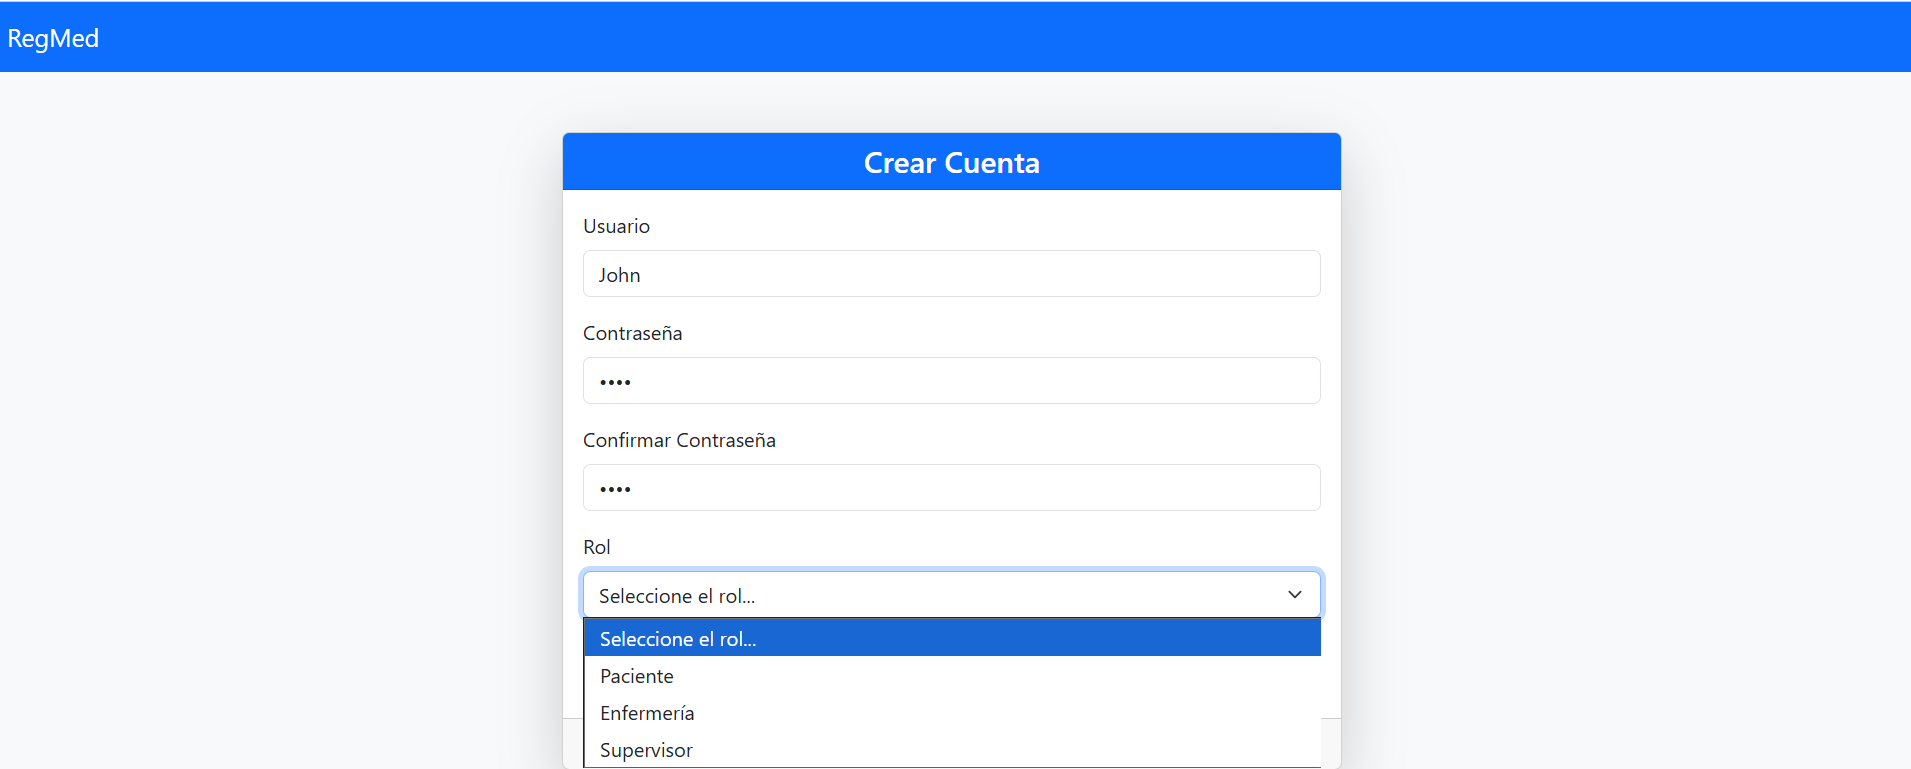 RegMed
Crear Cuenta
Usuario
John
Contraseña
••••
Confirmar Contraseña
••••
Rol
Seleccione el rol...
Seleccione el rol...
Paciente
Enfermería
Supervisor